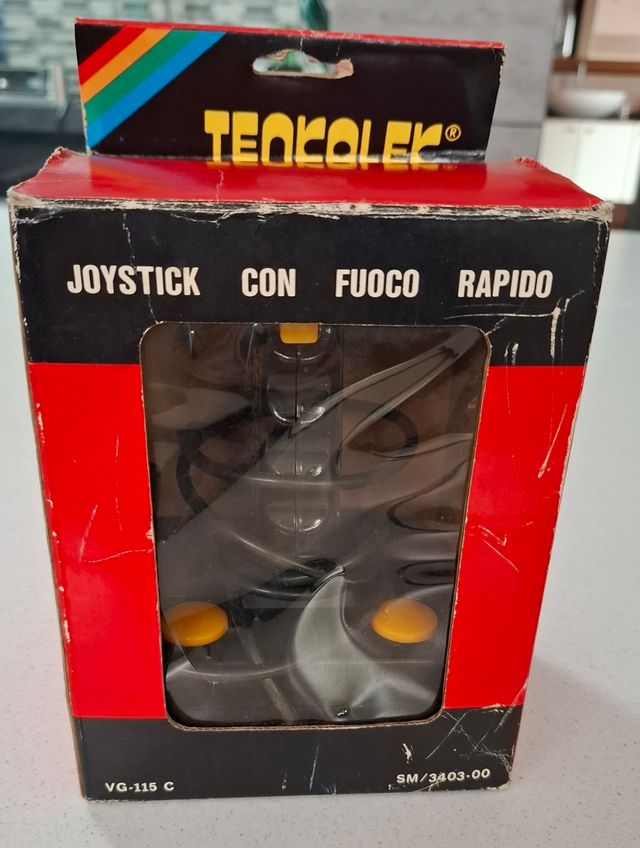 TENKOLEK®
JOYSTICK CON FUOCO RAPIDO
VG-115 C
SM/3403-00